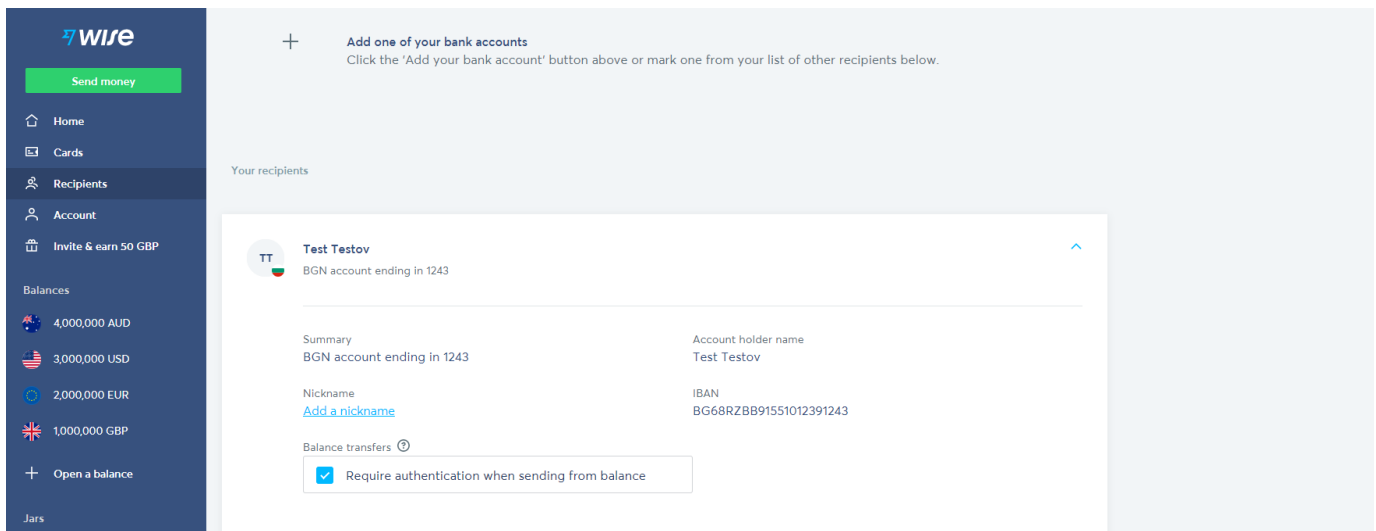 wise
Send money
Home
Cards
Recipients
Account
Invite & earn 50 GBP
Balances
4,000,000 AUD
3,000,000 USD
2,000,000 EUR
1,000,000 GBP
Open a balance
Jars
Add one of your bank accounts
Click the 'Add your bank account' button above or mark one from your list of other recipients below.
Your recipients
TT
Test Testov
BGN account ending in 1243
Summary
BGN account ending in 1243
Account holder name
Test Testov
Nickname
Add a nickname
IBAN
BG68RZBB91551012391243
Balance transfers
Require authentication when sending from balance